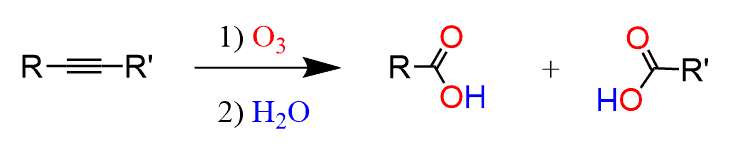 R R'
1) O₃
2) H₂O
R O OH
+
O HO R'